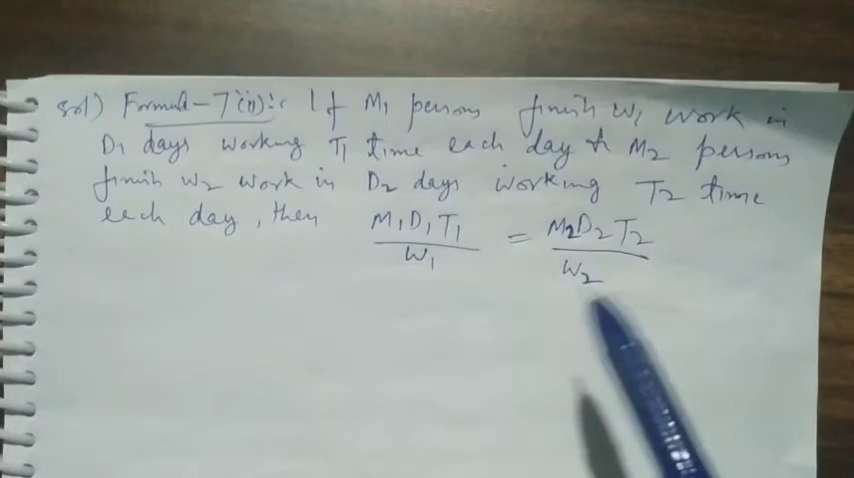 Sol) Formula-7(ii):- If M1 persons finish W1 work in
D1 days working T1 time each day & M2 persons
finish W2 work in D2 days working T2 time
each day, then M1D1T1/W1 = M2D2T2/W2